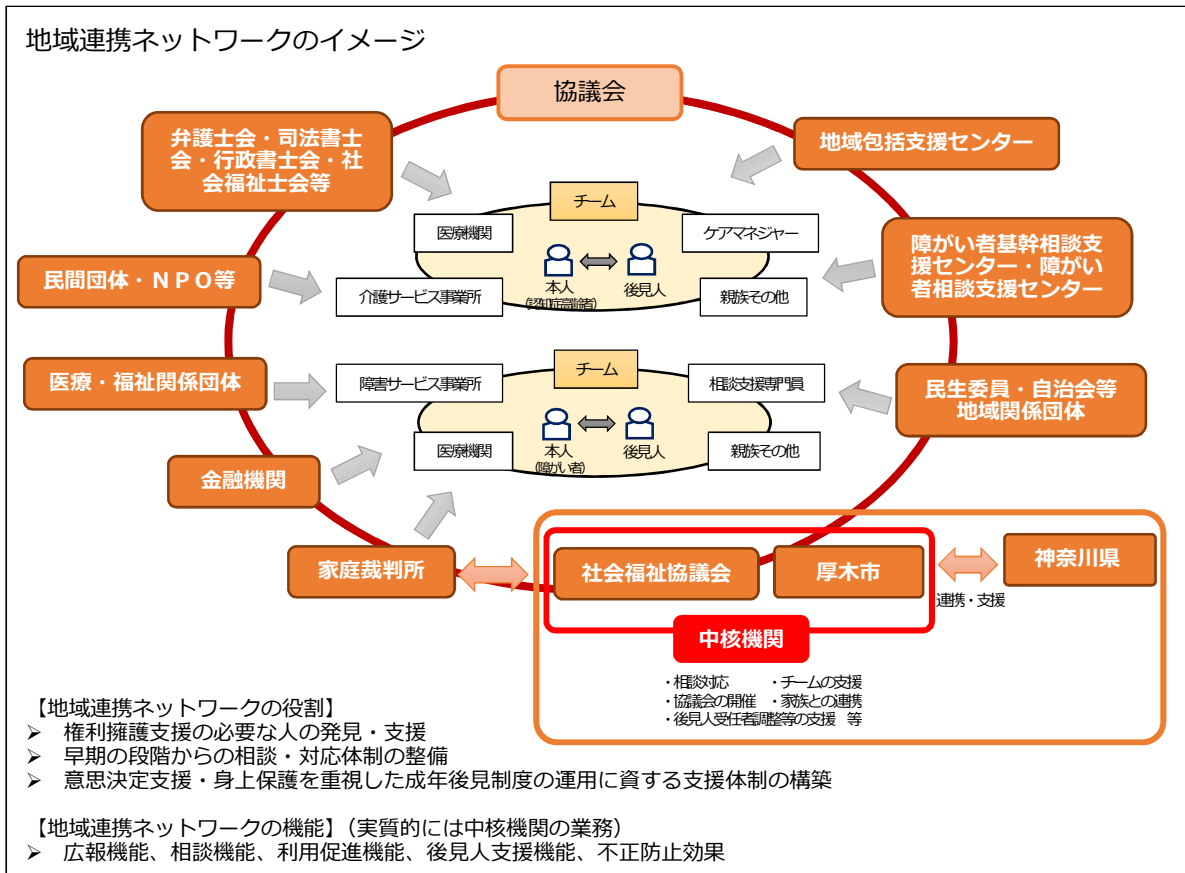 地域連携ネットワークのイメージ
協議会
弁護士会・司法書士
会・行政書士会・社
会福祉士会等
地域包括支援センター
チーム
医療機関
ケアマネジャー
障がい者基幹相談支
援センター・障がい
者相談支援センター
民間団体・ＮＰＯ等
介護サービス事業所
本人
(認知症高齢者)
後見人
親族その他
医療・福祉関係団体
チーム
障害サービス事業所
相談支援専門員
民生委員・自治会等
地域関係団体
医療機関
本人
(障がい者)
後見人
親族その他
金融機関
家庭裁判所
社会福祉協議会
厚木市
神奈川県
連携・支援
中核機関
・相談対応　・チームの支援
・協議会の開催　・家族との連携
・後見人受任者調整等の支援　等
【地域連携ネットワークの役割】
➢ 権利擁護支援の必要な人の発見・支援
➢ 早期の段階からの相談・対応体制の整備
➢ 意思決定支援・身上保護を重視した成年後見制度の運用に資する支援体制の構築
【地域連携ネットワークの機能】（実質的には中核機関の業務）
➢ 広報機能、相談機能、利用促進機能、後見人支援機能、不正防止効果